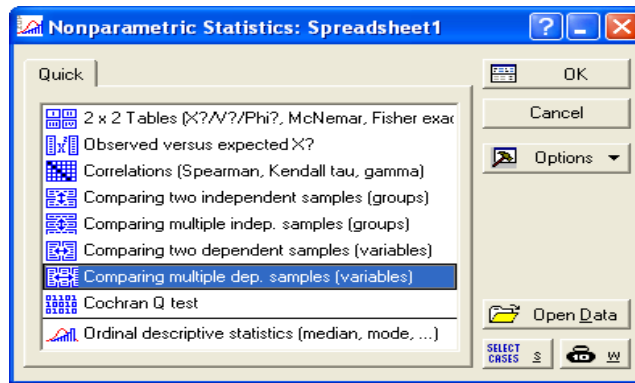 Nonparametric Statistics: Spreadsheet1
Quick
2 x 2 Tables (X?/V?/Phi?, McNemar, Fisher exac
Observed versus expected X?
Correlations (Spearman, Kendall tau, gamma)
Comparing two independent samples (groups)
Comparing multiple indep. samples (groups)
Comparing two dependent samples (variables)
Comparing multiple dep. samples (variables)
Cochran Q test
Ordinal descriptive statistics (median, mode, ...)
OK
Cancel
Options
Open Data
SELECT CASES S W